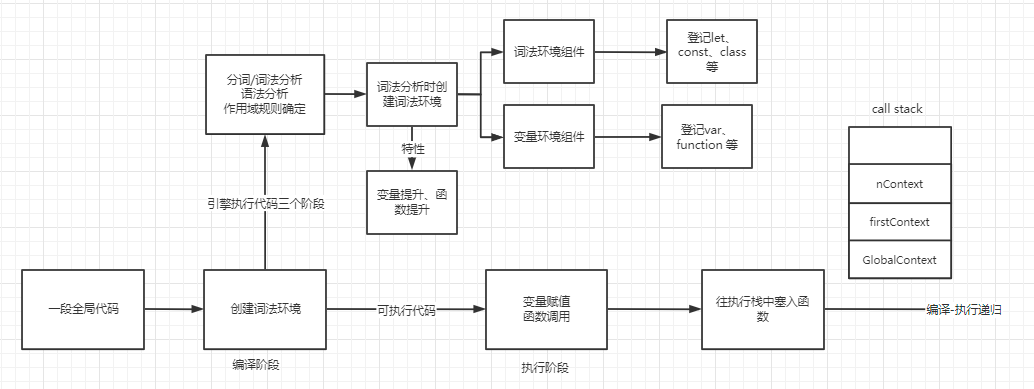 登记let、
const、class
等
分词/词法分析
语法分析
作用域规则确定
词法分析时创
建词法环境
词法环境组件
变量环境组件
登记var、
function 等
特性
变量提升、函
数提升
call stack
nContext
firstContext
GlobalContext
引擎执行代码三个阶段
一段全局代码
创建词法环境
可执行代码
变量赋值
函数调用
往执行栈中塞入函
数
编译-执行递归
编译阶段
执行阶段